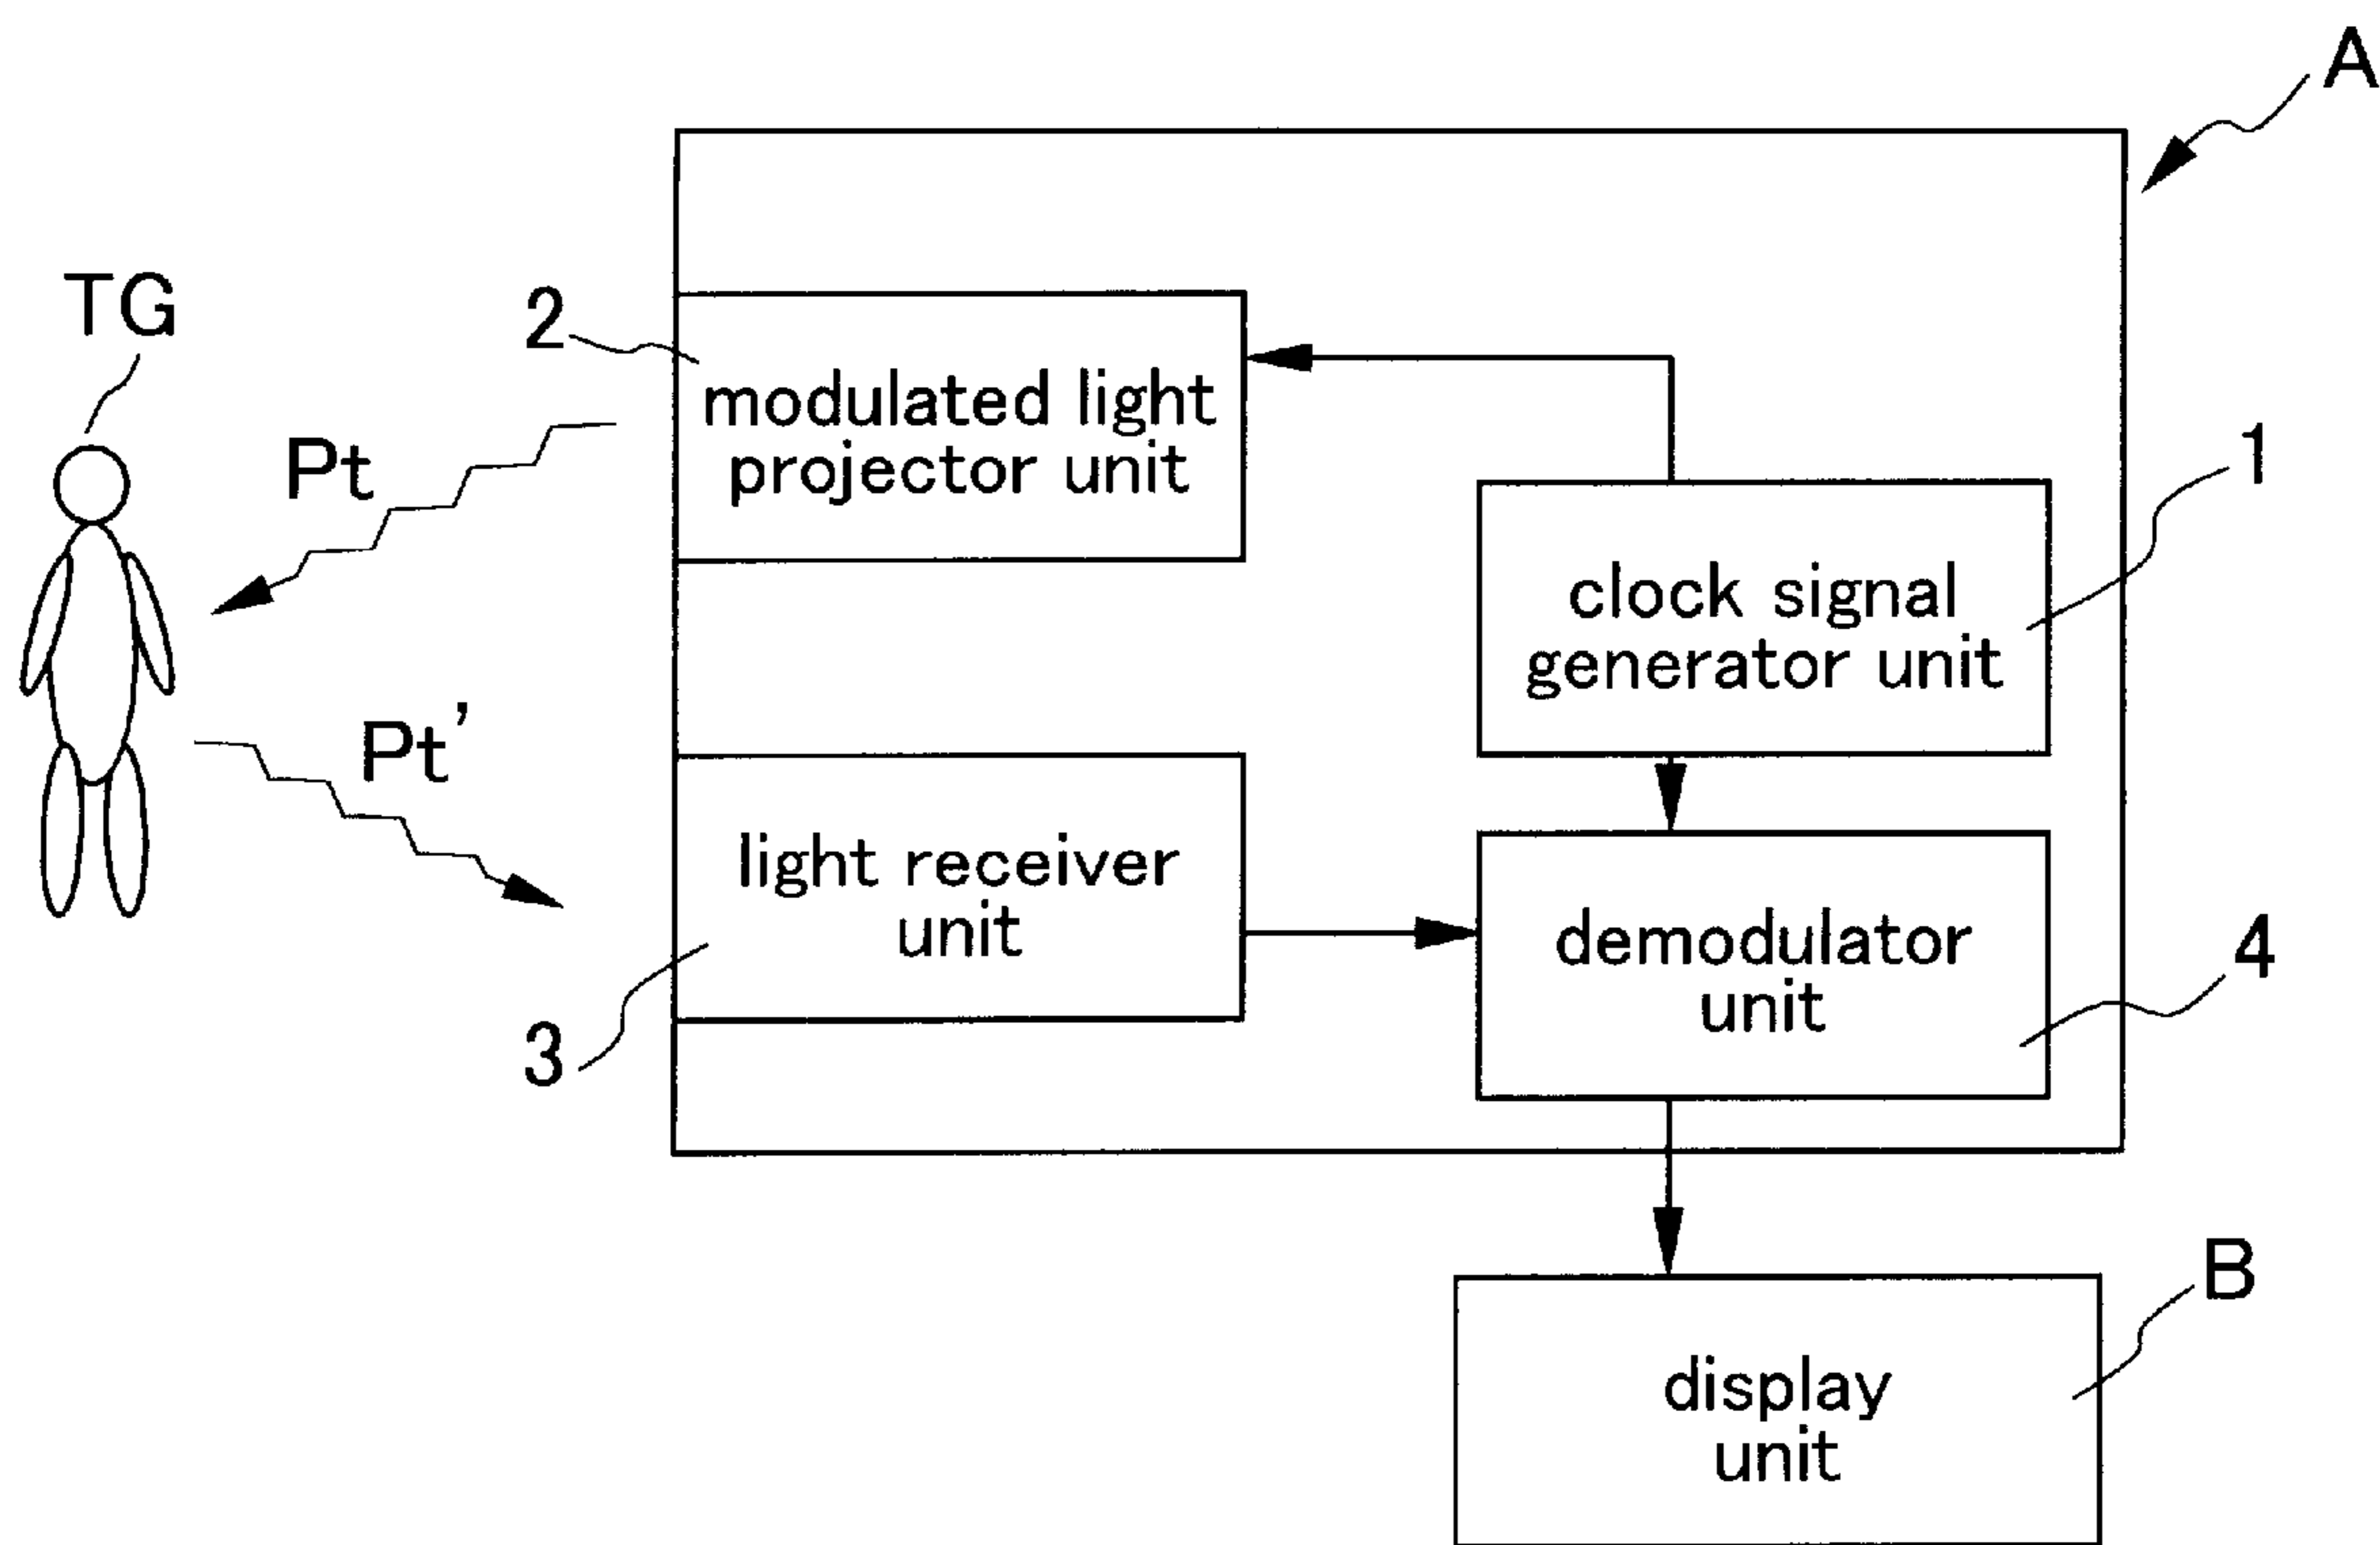 A
TG
2
modulated light
projector unit
Pt
1
clock signal
generator unit
Pt'
light receiver
unit
3
demodulator
unit
4
B
display
unit